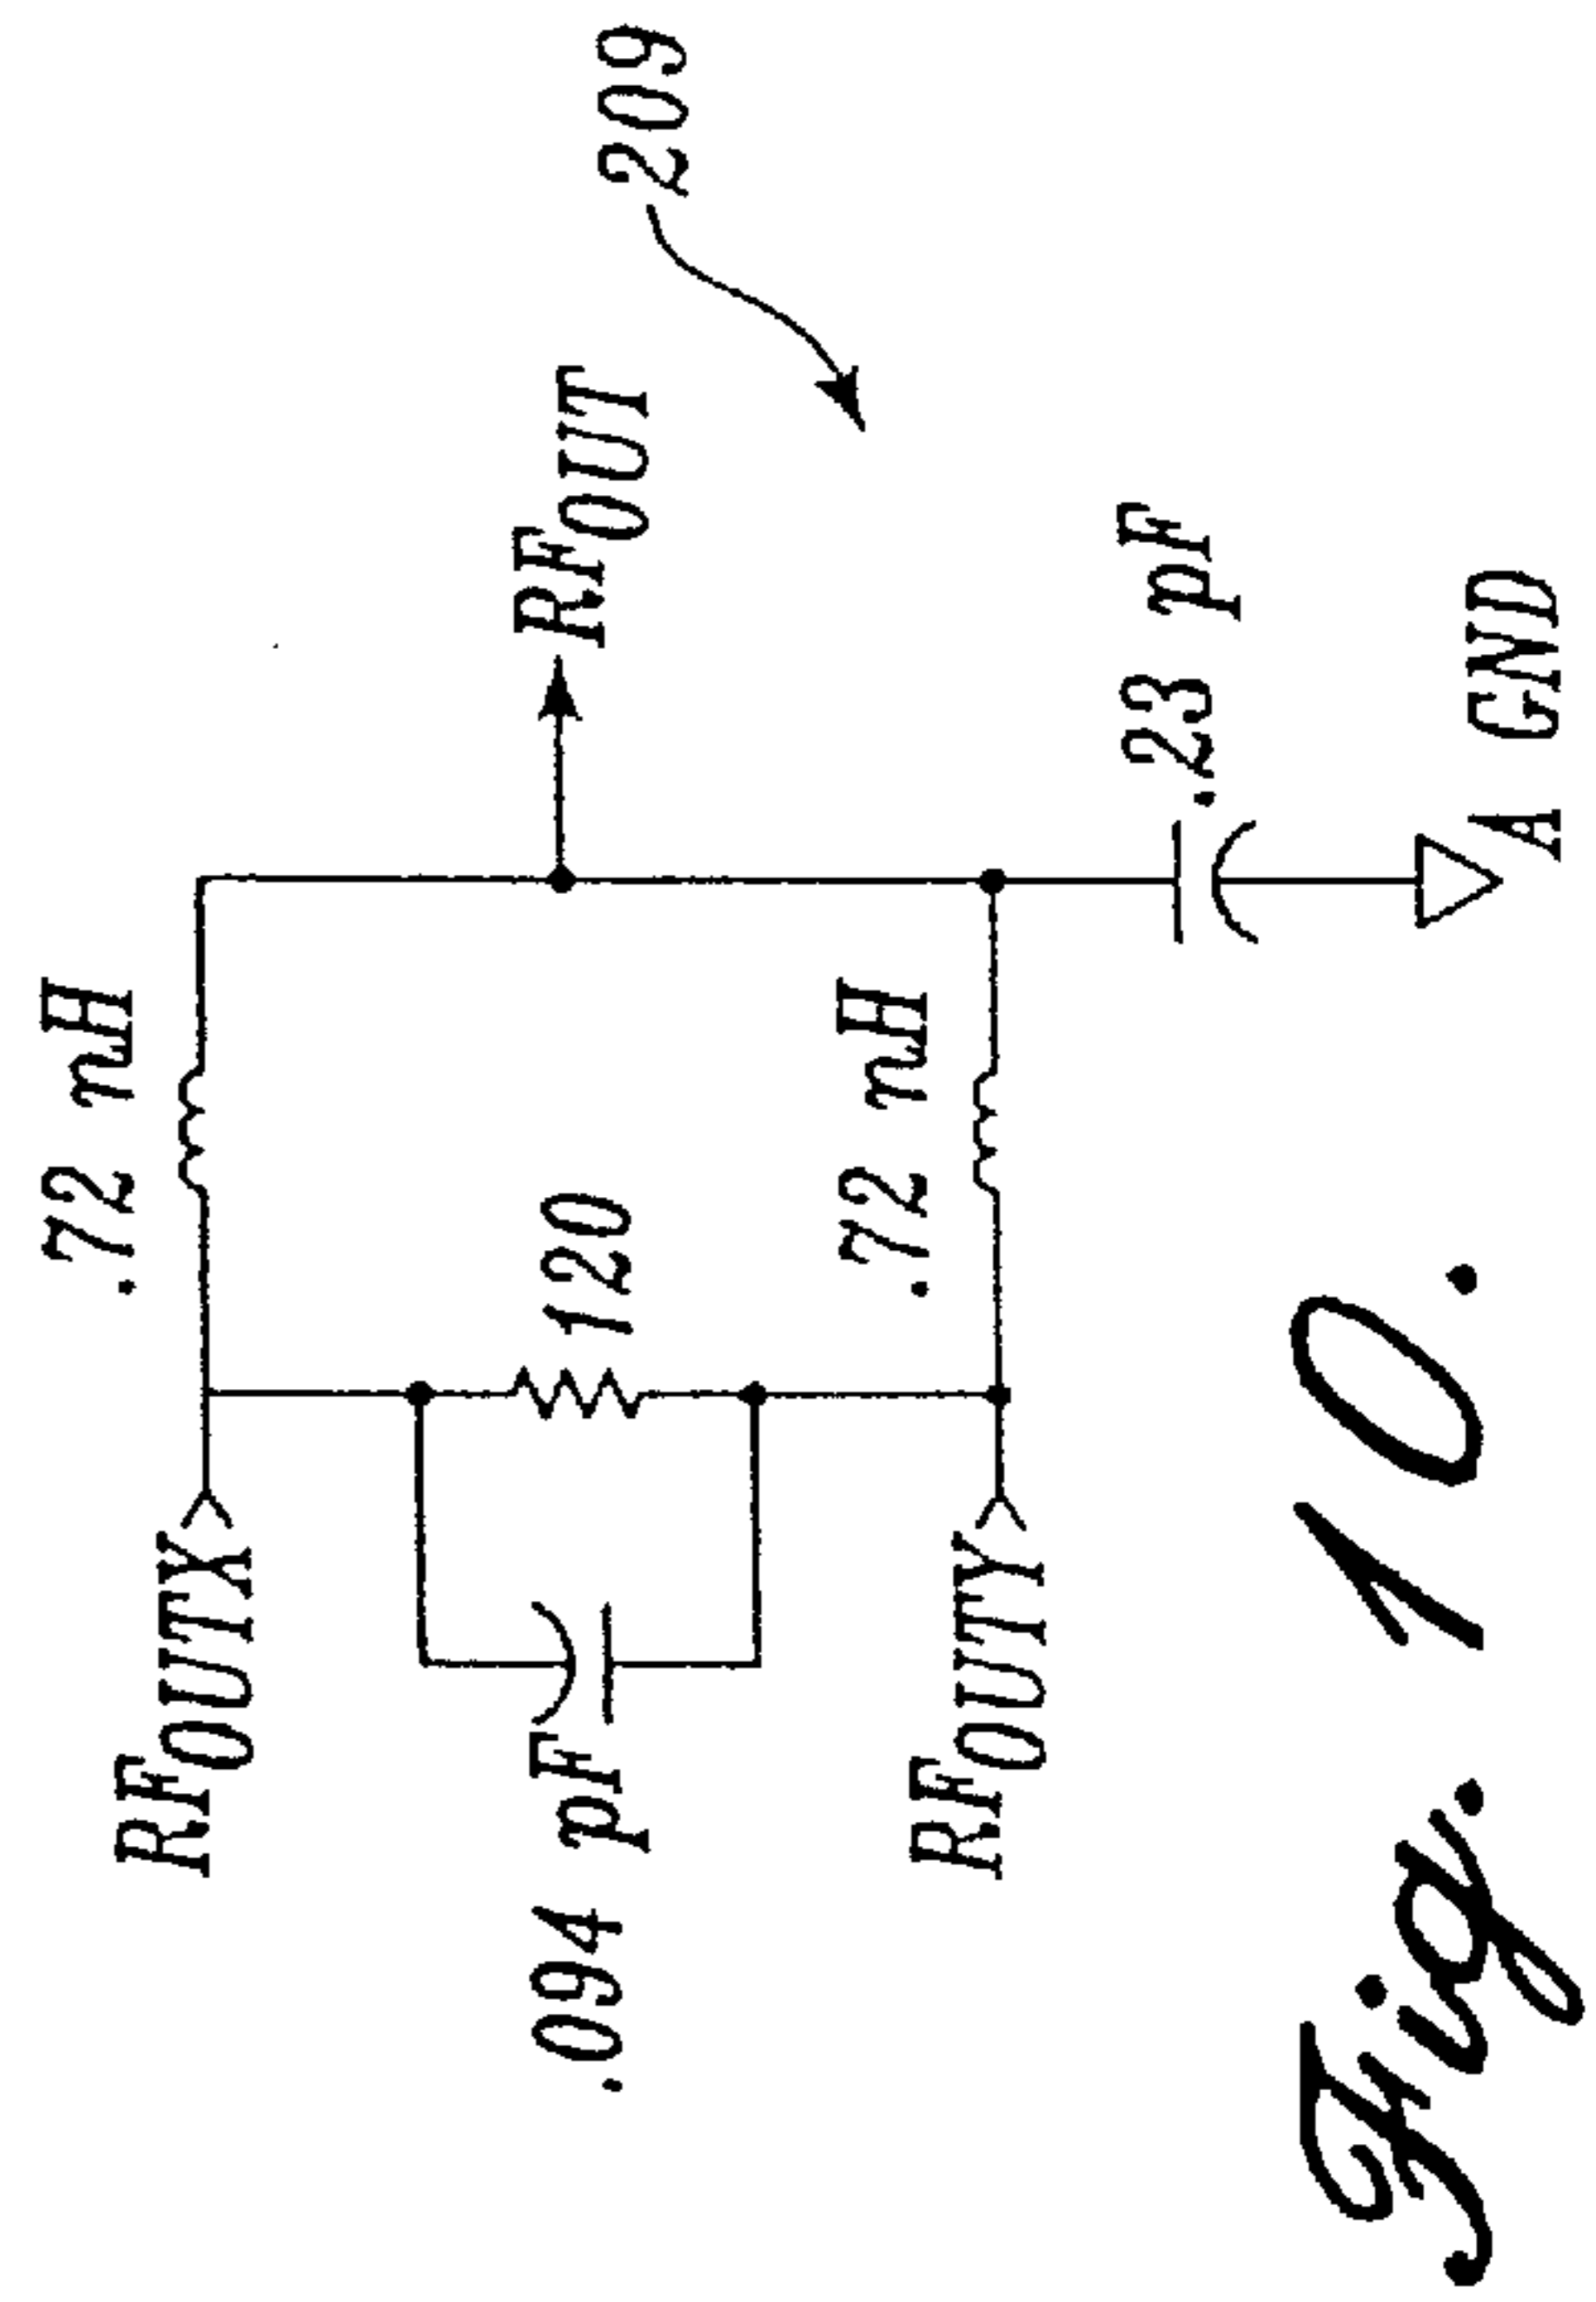 .72 nH
RFOUTX
209
RFOUT
.094 pF
120
.72 nH
RFOUTY
.23 pF
A GND
Fig. 10.